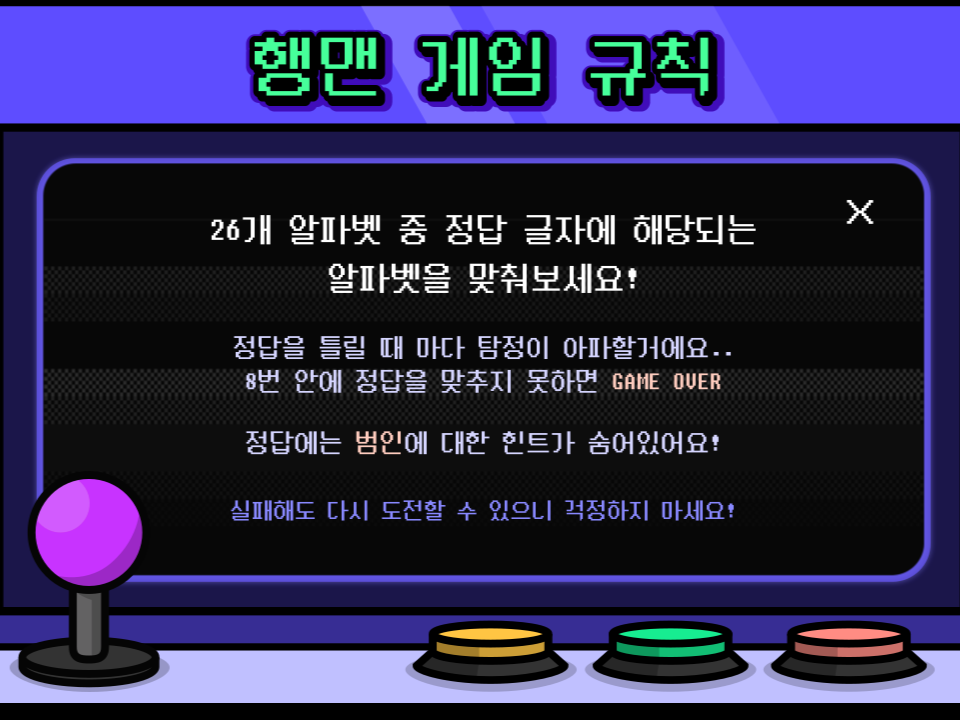 행맨 게임 규칙
26개 알파벳 중 정답 글자에 해당되는
알파벳을 맞춰보세요!
정답을 틀릴 때 마다 탐정이 아파할거예요..
8번 안에 정답을 맞추지 못하면 GAME OVER
정답에는 범인에 대한 힌트가 숨어있어요!
실패해도 다시 도전할 수 있으니 걱정하지 마세요!